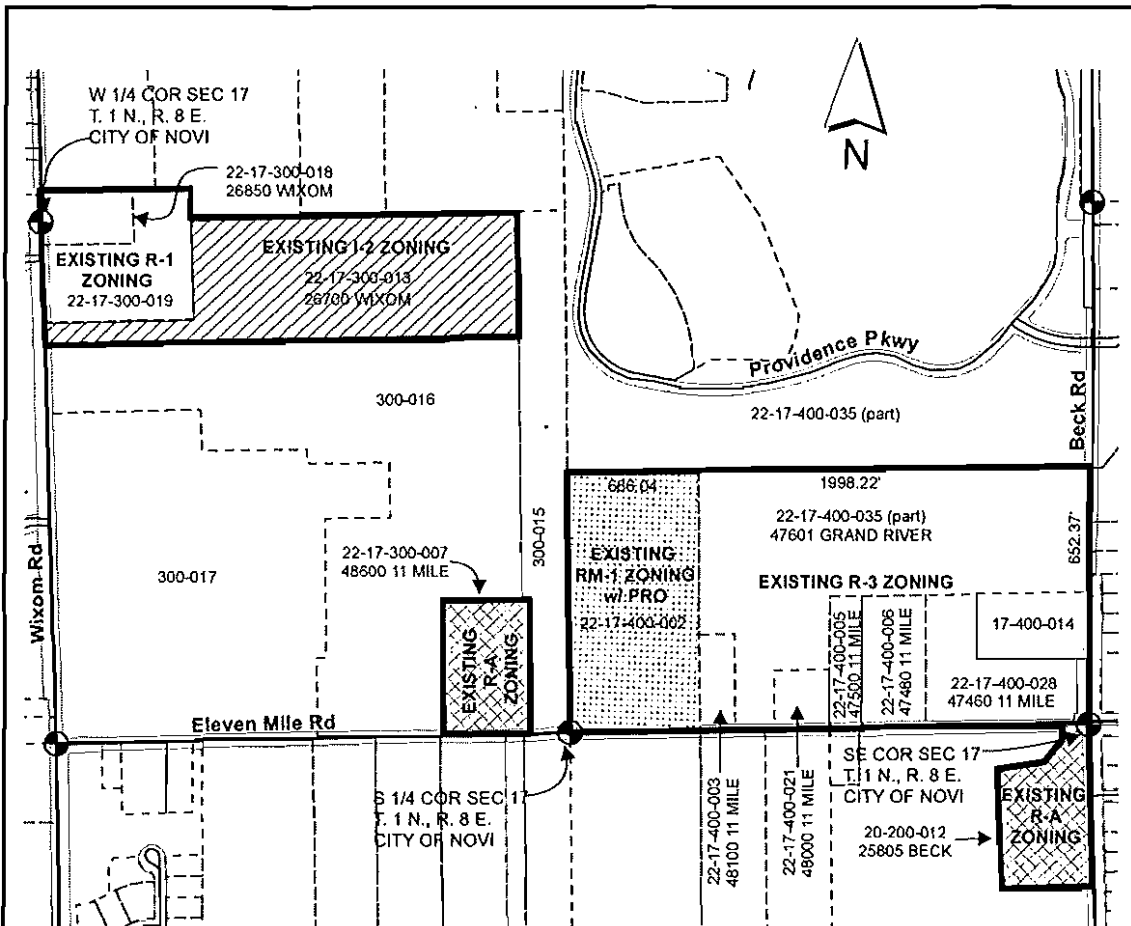 W 1/4 COR SEC 17
T. 1 N., R. 8 E.
CITY OF NOVI
22-17-300-018
26850 WIXOM
N
EXISTING R-1
ZONING
22-17-300-019
EXISTING I-2 ZONING
22-17-300-013
26700 WIXOM
Providence Pkwy
Beck Rd
300-016
22-17-400-035 (part)
300-015
686.04
1998.22'
652.37'
22-17-400-035 (part)
47601 GRAND RIVER
Wixom Rd
300-017
22-17-300-007
48600 11 MILE
EXISTING
RM-1 ZONING
w/ PRO
22-17-400-002
EXISTING R-3 ZONING
EXISTING
R-A
ZONING
22-17-400-005
47500 11 MILE
22-17-400-006
47480 11 MILE
17-400-014
22-17-400-028
47460 11 MILE
Eleven Mile Rd
S 1/4 COR SEC 17
T. 1 N., R. 8 E.
CITY OF NOVI
22-17-400-003
48100 11 MILE
22-17-400-021
48000 11 MILE
SE COR SEC 17
T. 1 N., R. 8 E.
CITY OF NOVI
20-200-012
25805 BECK
EXISTING
R-A
ZONING